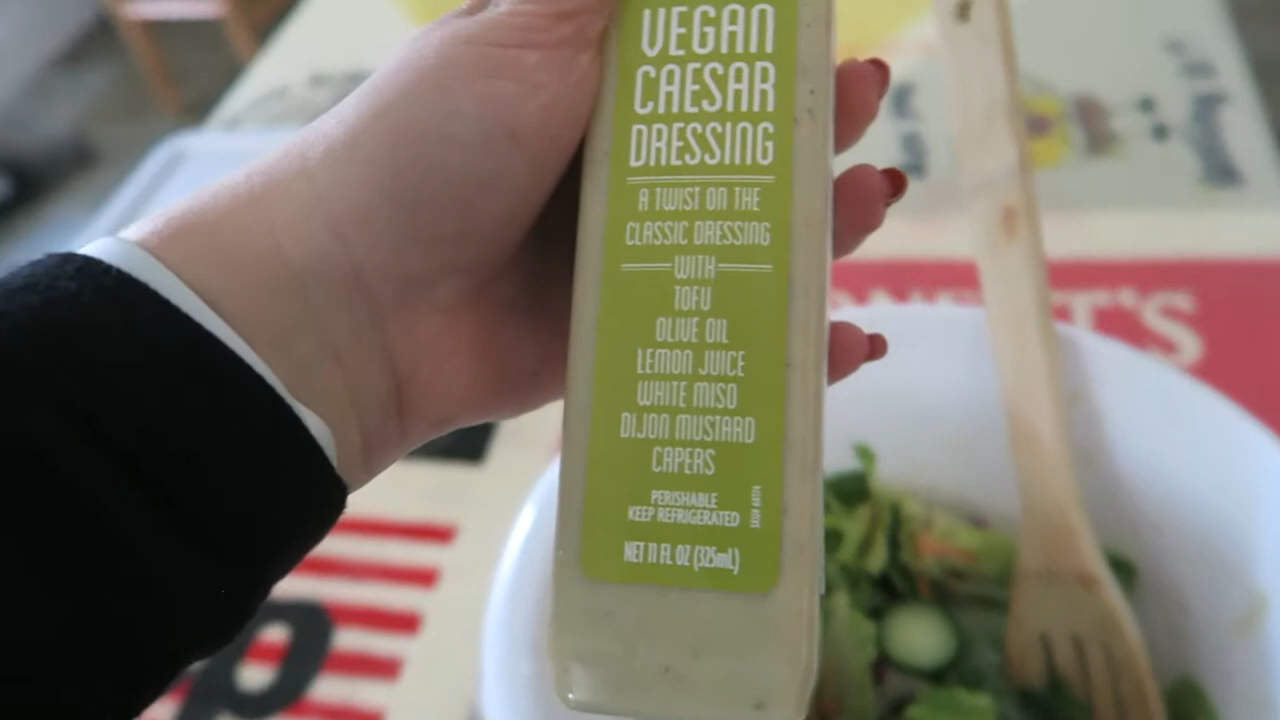 VEGAN
CAESAR
DRESSING
A TWIST ON THE
CLASSIC DRESSING
WITH
TOFU
OLIVE OIL
LEMON JUICE
WHITE MISO
DIJON MUSTARD
CAPERS
PERISHABLE
KEEP REFRIGERATED
NET 11 FL OZ (325mL)